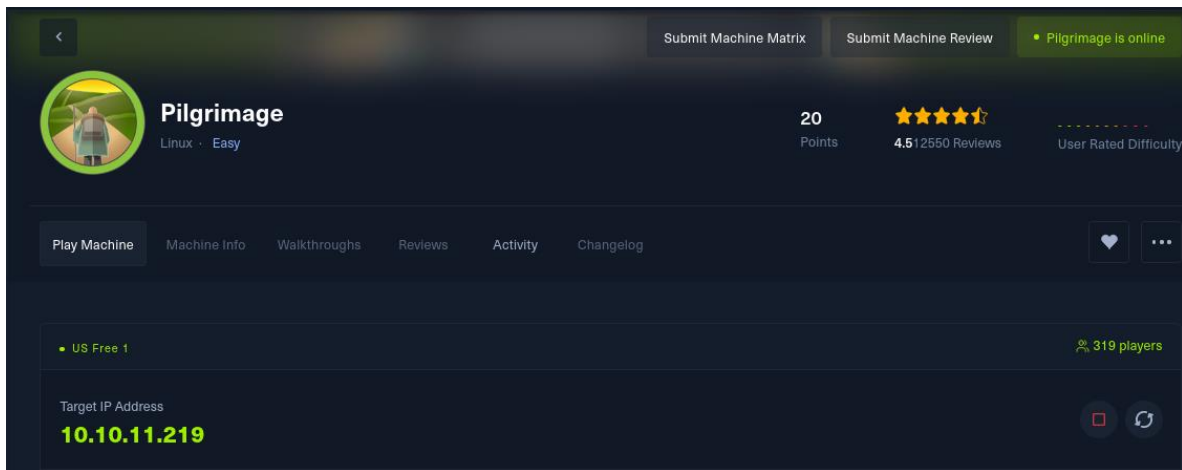 Submit Machine Matrix Submit Machine Review • Pilgrimage is online
Pilgrimage
Linux · Easy
20
Points
4.512550 Reviews
User Rated Difficulty
Play Machine Machine Info Walkthroughs Reviews Activity Changelog
• US Free 1
319 players
Target IP Address
10.10.11.219